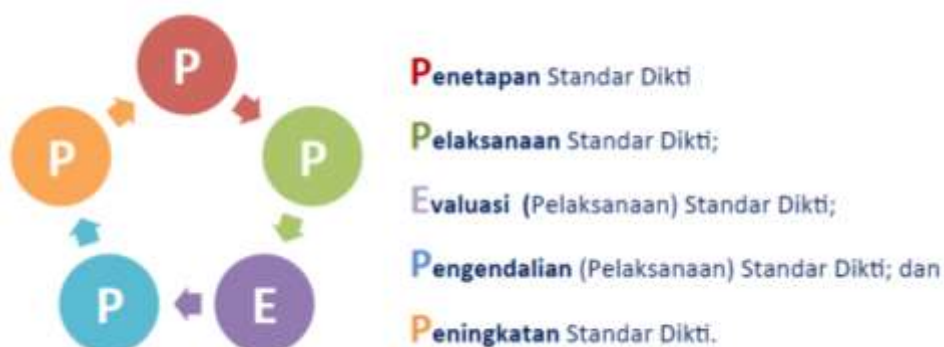 P
P
P
P
E
Penetapan Standar Dikti
Pelaksanaan Standar Dikti;
Evaluasi (Pelaksanaan) Standar Dikti;
Pengendalian (Pelaksanaan) Standar Dikti; dan
Peningkatan Standar Dikti.